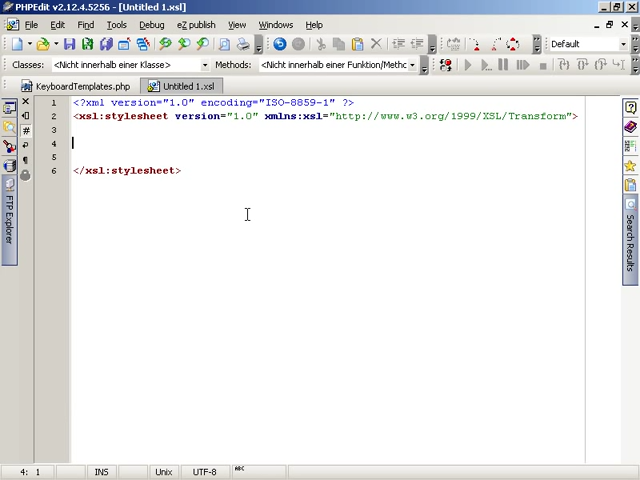 PHPEdit v2.12.4.5256 - [Untitled 1.xsl]
File Edit Find Tools Debug eZ publish View Windows Help
Default
Classes: <Nicht innerhalb einer Klasse> Methods: <Nicht innerhalb einer Funktion/Methc
KeyboardTemplates.php Untitled 1.xsl
1 <?xml version="1.0" encoding="ISO-8859-1" ?>
2 <xsl:stylesheet version="1.0" xmlns:xsl="http://www.w3.org/1999/XSL/Transform">
3
4
5
6 </xsl:stylesheet>
FTP Explorer
Search Results
4: 1 INS Unix UTF-8 ABC